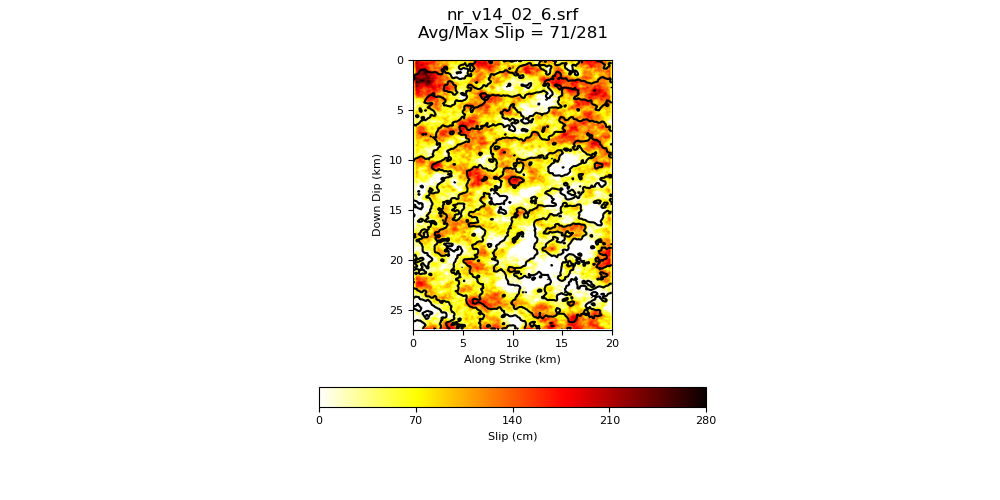 nr_v14_02_6.srf
Avg/Max Slip = 71/281
0
5
10
15
20
25
Down Dip (km)
0 5 10 15 20
Along Strike (km)
0 70 140 210 280
Slip (cm)